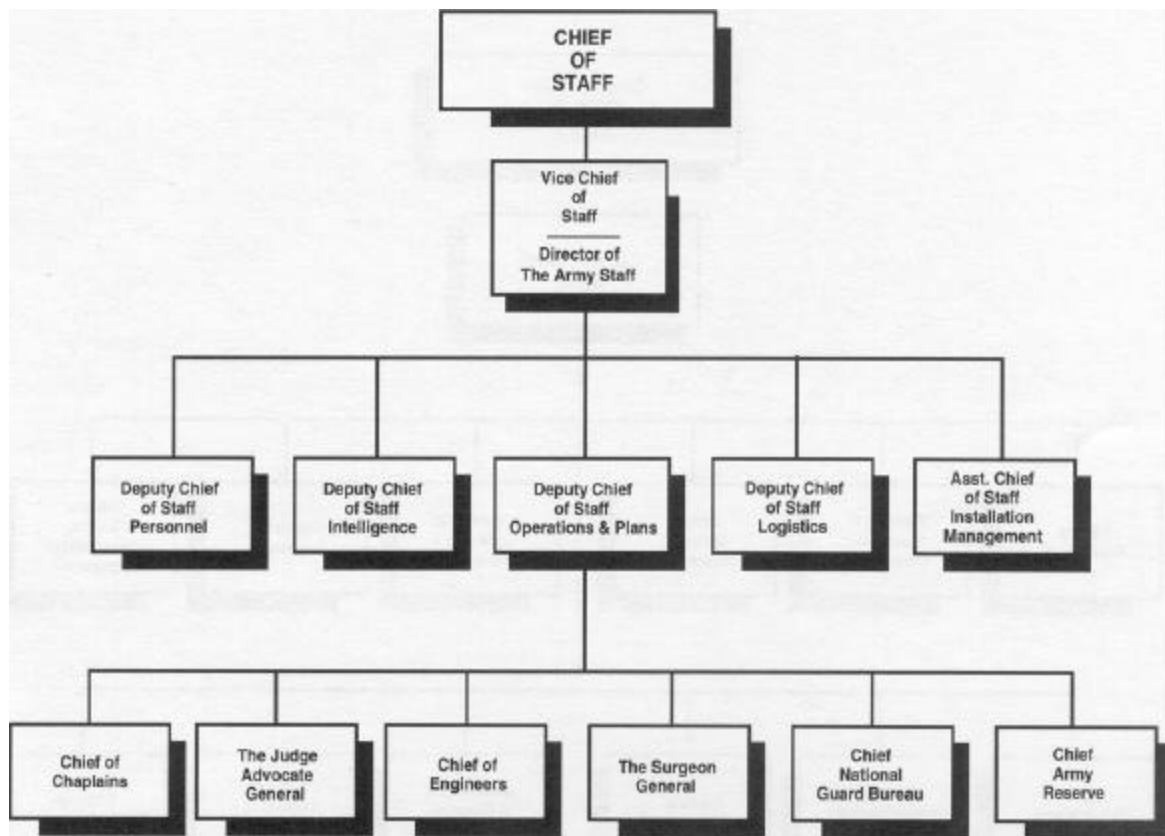 CHIEF
OF
STAFF
Vice Chief
of
Staff
Director of
The Army Staff
Deputy Chief
of Staff
Personnel
Deputy Chief
of Staff
Intelligence
Deputy Chief
of Staff
Operations & Plans
Deputy Chief
of Staff
Logistics
Asst. Chief
of Staff
Installation
Management
Chief of
Chaplains
The Judge
Advocate
General
Chief of
Engineers
The Surgeon
General
Chief
National
Guard Bureau
Chief
Army
Reserve